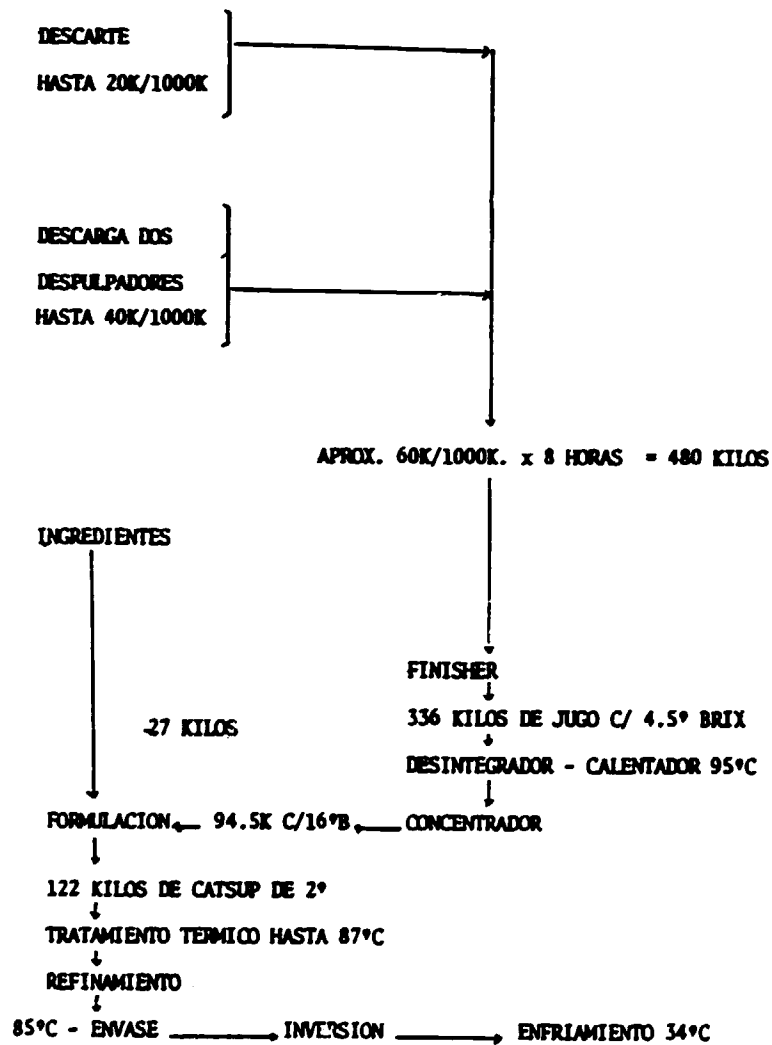 DESCARTE
HASTA 20K/1000K
DESCARGA DOS
DESPULPADORES
HASTA 40K/1000K
APROX. 60K/1000K. x 8 HORAS = 480 KILOS
INGREDIENTES
FINISHER
336 KILOS DE JUGO C/ 4.5° BRIX
27 KILOS
DESINTEGRADOR - CALENTADOR 95°C
FORMULACION 94.5K C/16°B CONCENTRADOR
122 KILOS DE CATSUP DE 2°
TRATAMIENTO TERMICO HASTA 87°C
REFINAMIENTO
85°C - ENVASE INVERSION ENFRIAMIENTO 34°C